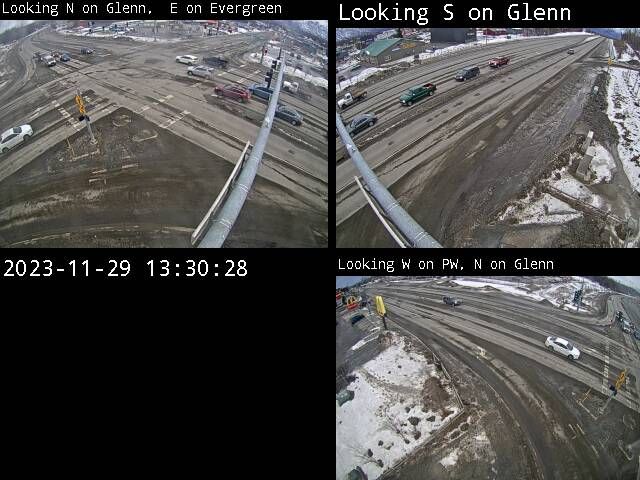 Looking N on Glenn,  E on Evergreen
Looking S on Glenn
2023-11-29 13:30:28
Looking W on PW, N on Glenn